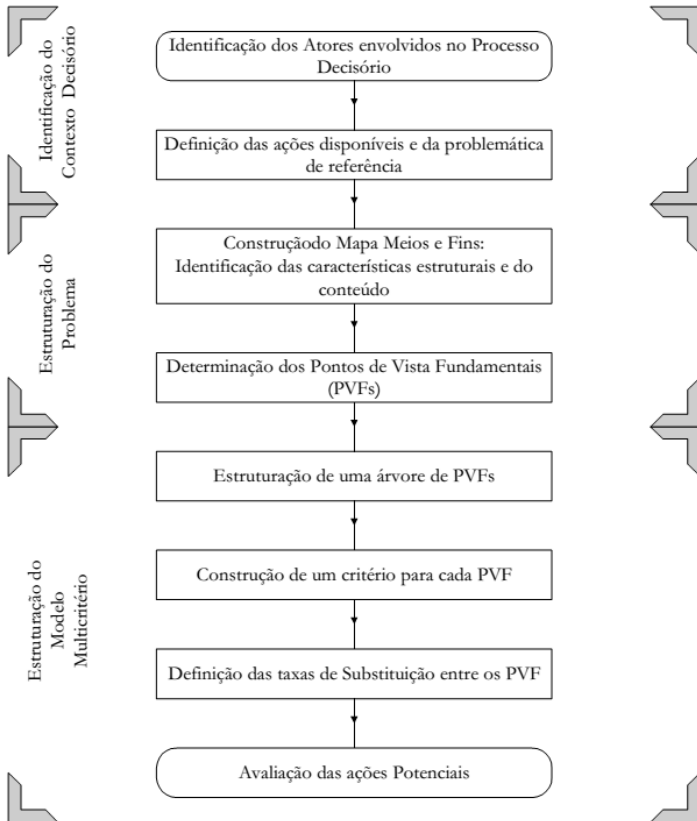 Identificação do
Contexto Decisório
Identificação dos Atores envolvidos no Processo
Decisório
Definição das ações disponíveis e da problemática
de referência
Estruturação do
Problema
Construçãodo Mapa Meios e Fins:
Identificação das características estruturais e do
conteúdo
Determinação dos Pontos de Vista Fundamentais
(PVFs)
Estruturação do
Modelo
Multicritério
Estruturação de uma árvore de PVFs
Construção de um critério para cada PVF
Definição das taxas de Substituição entre os PVF
Avaliação das ações Potenciais